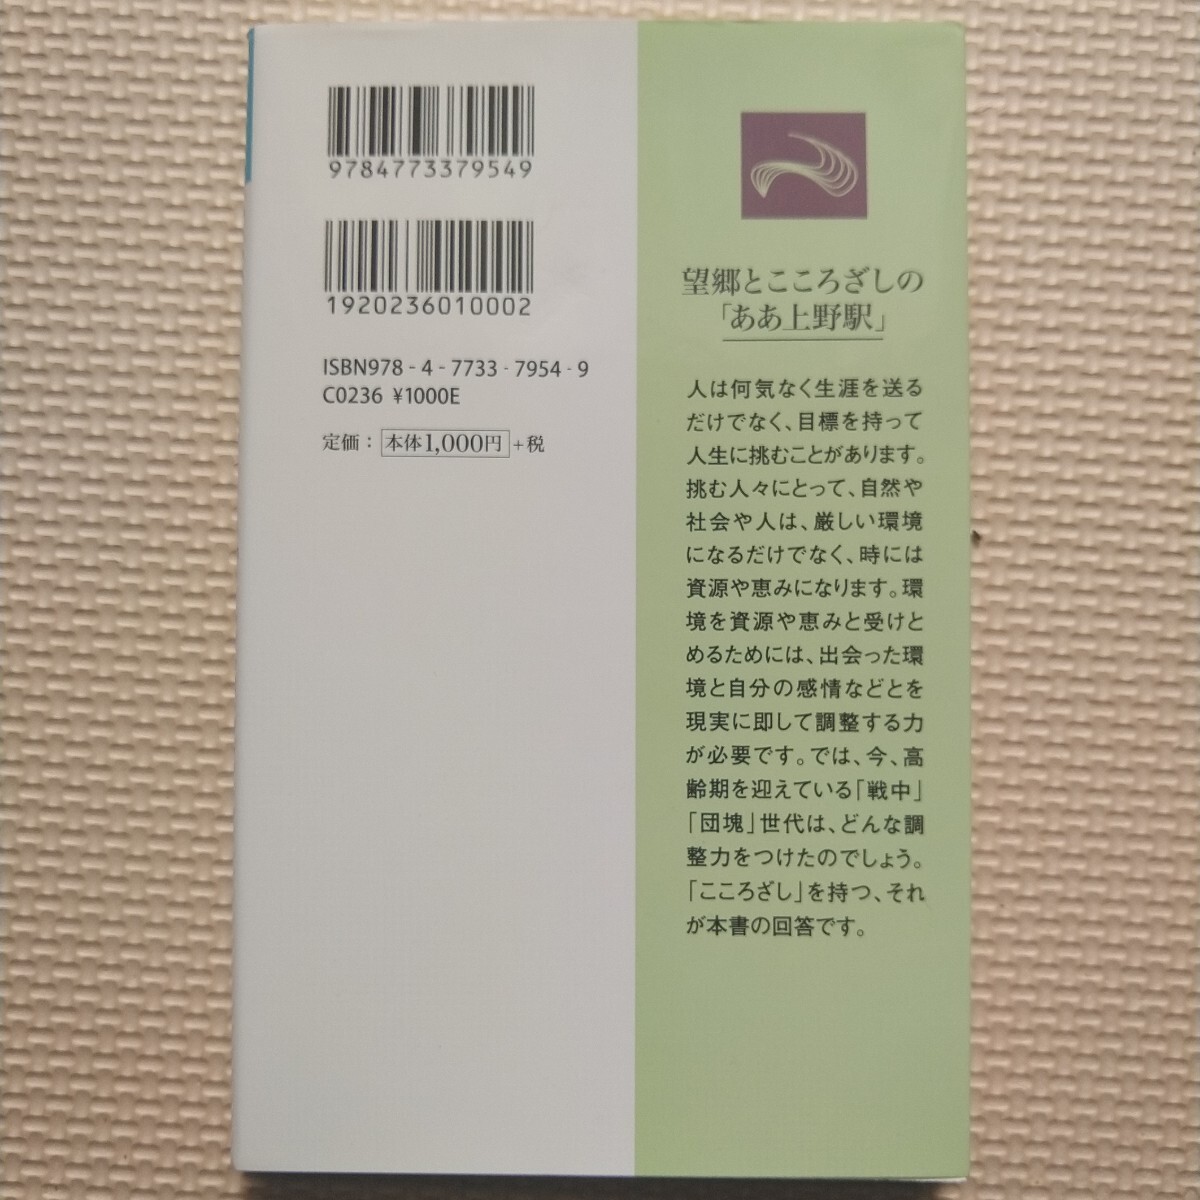 9784773379549
1920236010002
ISBN978-4-7733-7954-9
C0236 ¥1000E
定価：本体1,000円+税
望郷とこころざしの
「ああ上野駅」
人は何気なく生涯を送る
だけでなく、目標を持って
人生に挑むことがあります。
挑む人々にとって、自然や
社会や人は、厳しい環境
になるだけでなく、時には
資源や恵みになります。環
境を資源や恵みと受けと
めるためには、出会った環
境と自分の感情などとを
現実に即して調整する力
が必要です。では、今、高
齢期を迎えている「戦中」
「団塊」世代は、どんな調
整力をつけたのでしょう。
「こころざし」を持つ、それ
が本書の回答です。